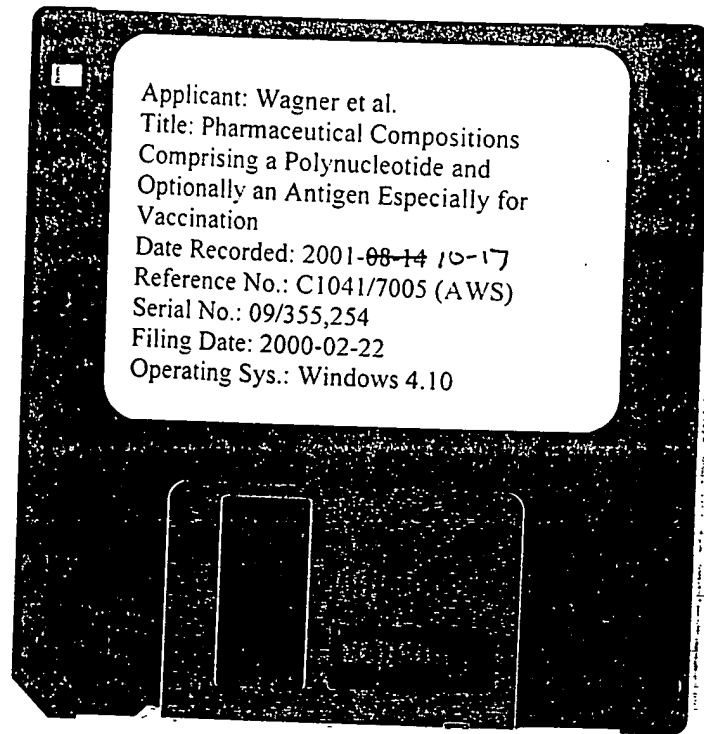 Applicant: Wagner et al.
Title: Pharmaceutical Compositions
Comprising a Polynucleotide and
Optionally an Antigen Especially for
Vaccination
Date Recorded: 2001-08-14 10-17
Reference No.: C1041/7005 (AWS)
Serial No.: 09/355,254
Filing Date: 2000-02-22
Operating Sys.: Windows 4.10